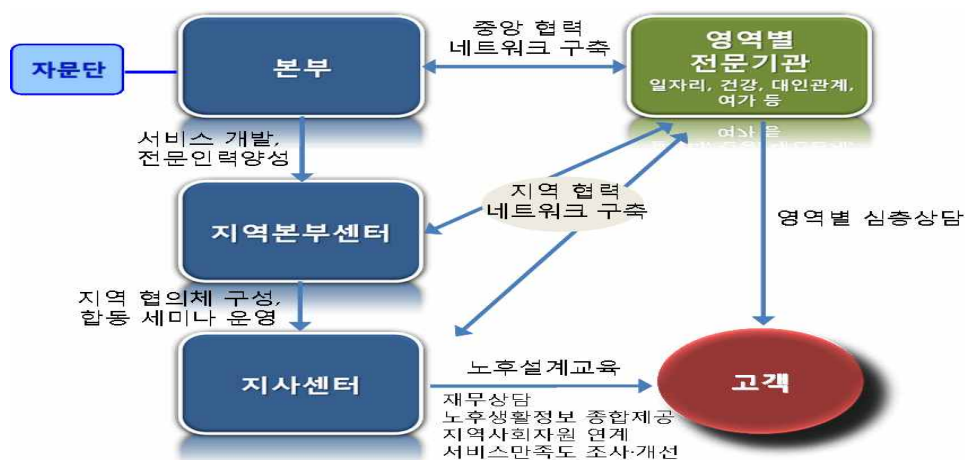 중앙 협력
네트워크 구축
자문단
본부
영역별
전문기관
일자리, 건강, 대인관계,
여가 등
서비스 개발,
전문인력양성
지역 협력
네트워크 구축
지역본부센터
영역별 심층상담
지역 협의체 구성,
합동 세미나 운영
지사센터
노후설계교육
고객
재무상담
노후생활정보 종합제공
지역사회자원 연계
서비스만족도 조사·개선